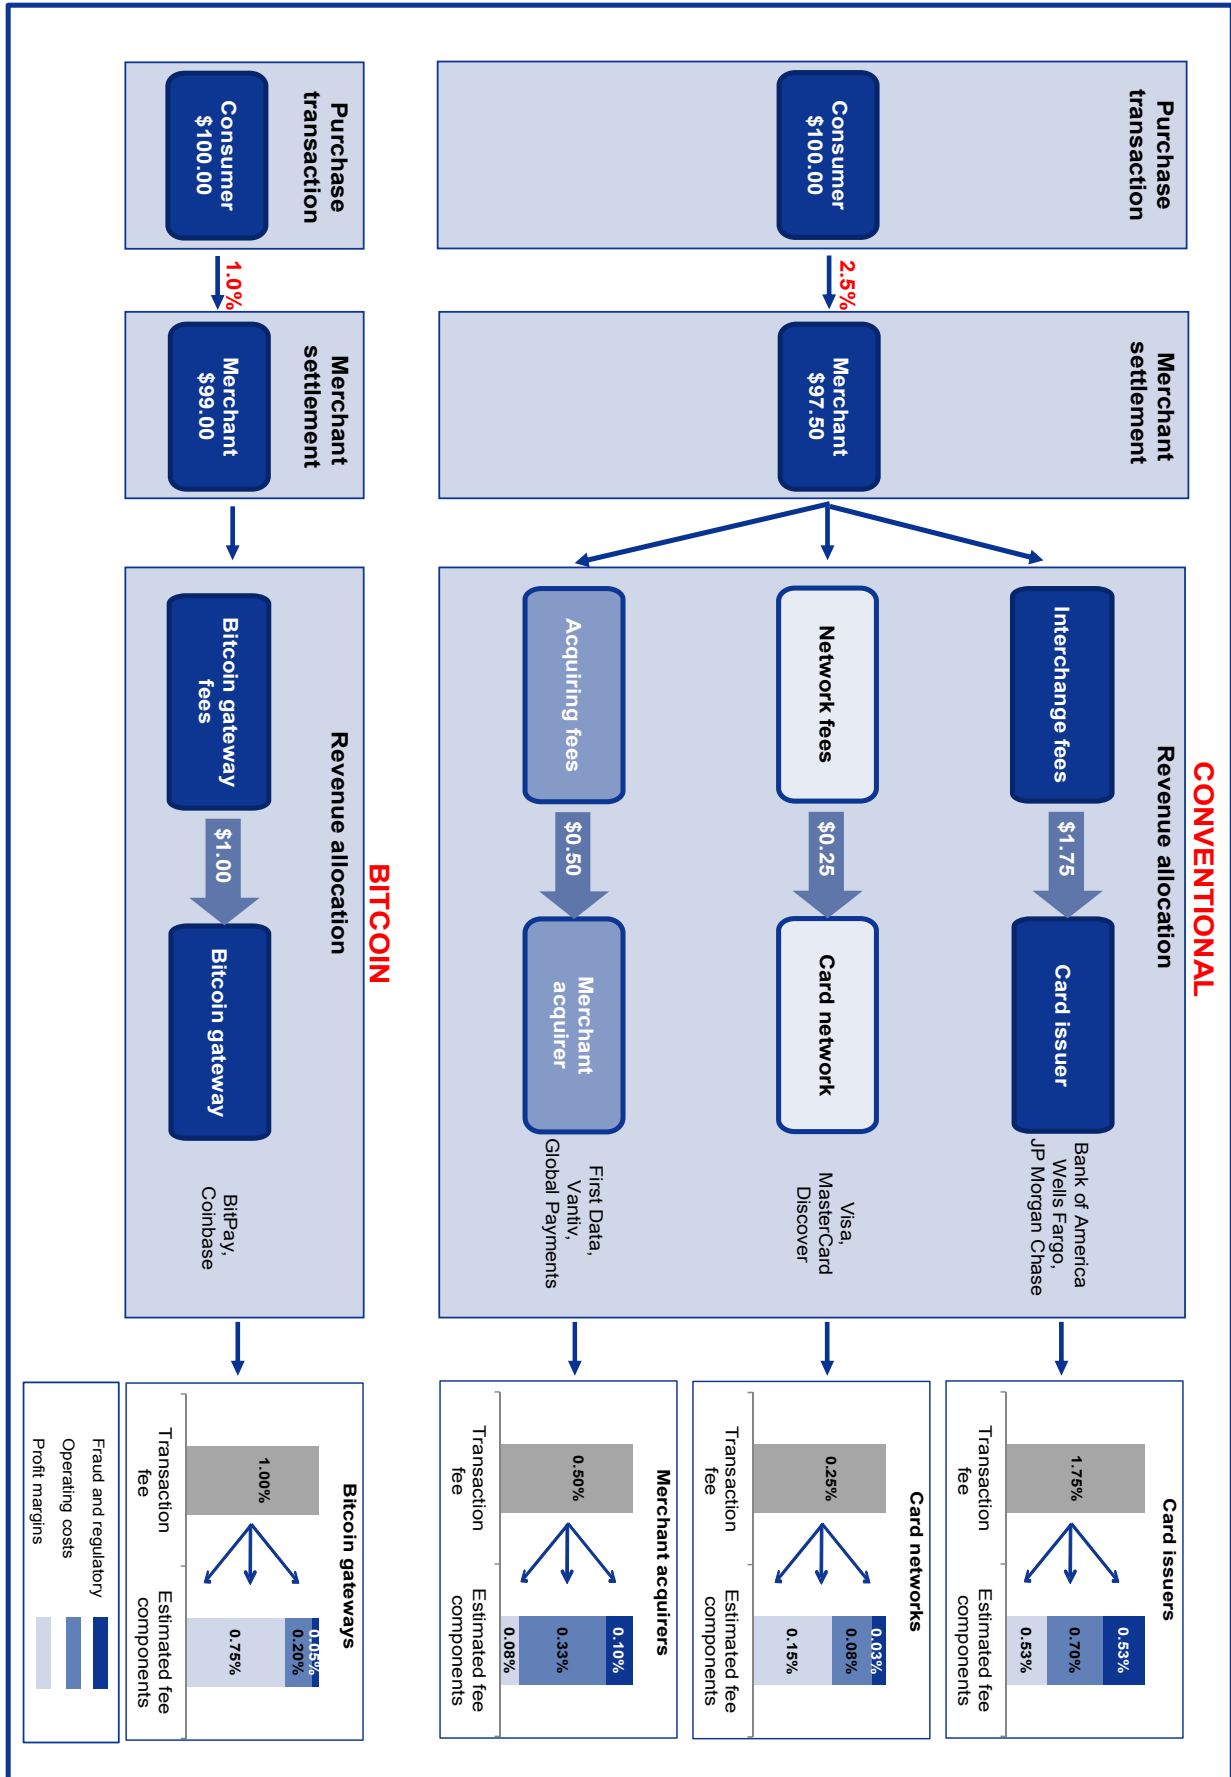 CONVENTIONAL
Purchase
transaction
Consumer
$100.00
2.5%
Merchant
settlement
Merchant
$97.50
Revenue allocation
Interchange fees
$1.75
Card issuer
Bank of America
Wells Fargo,
JP Morgan Chase
Network fees
$0.25
Card network
Visa,
MasterCard
Discover
Acquiring fees
$0.50
Merchant
acquirer
First Data,
Vantiv,
Global Payments
Card issuers
1.75%
0.53%
0.70%
0.53%
Transaction
fee
Estimated fee
components
Card networks
0.25%
0.03%
0.08%
0.15%
Transaction
fee
Estimated fee
components
Merchant acquirers
0.50%
0.10%
0.33%
0.08%
Transaction
fee
Estimated fee
components
BITCOIN
Purchase
transaction
Consumer
$100.00
1.0%
Merchant
settlement
Merchant
$99.00
Revenue allocation
Bitcoin gateway
fees
$1.00
Bitcoin gateway
BitPay,
Coinbase
Bitcoin gateways
1.00%
0.05%
0.20%
0.75%
Transaction
fee
Estimated fee
components
Fraud and regulatory
Operating costs
Profit margins